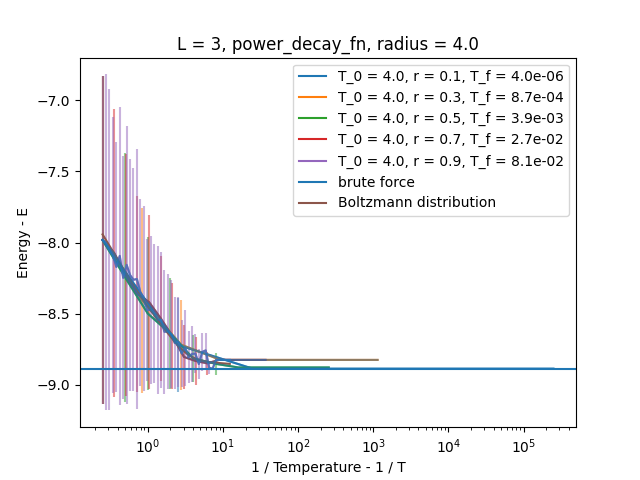 L = 3, power_decay_fn, radius = 4.0
T_0 = 4.0, r = 0.1, T_f = 4.0e-06
T_0 = 4.0, r = 0.3, T_f = 8.7e-04
T_0 = 4.0, r = 0.5, T_f = 3.9e-03
T_0 = 4.0, r = 0.7, T_f = 2.7e-02
T_0 = 4.0, r = 0.9, T_f = 8.1e-02
brute force
Boltzmann distribution
Energy - E
−7.0
−7.5
−8.0
−8.5
−9.0
10⁰ 10¹ 10² 10³ 10⁴ 10⁵
1 / Temperature - 1 / T